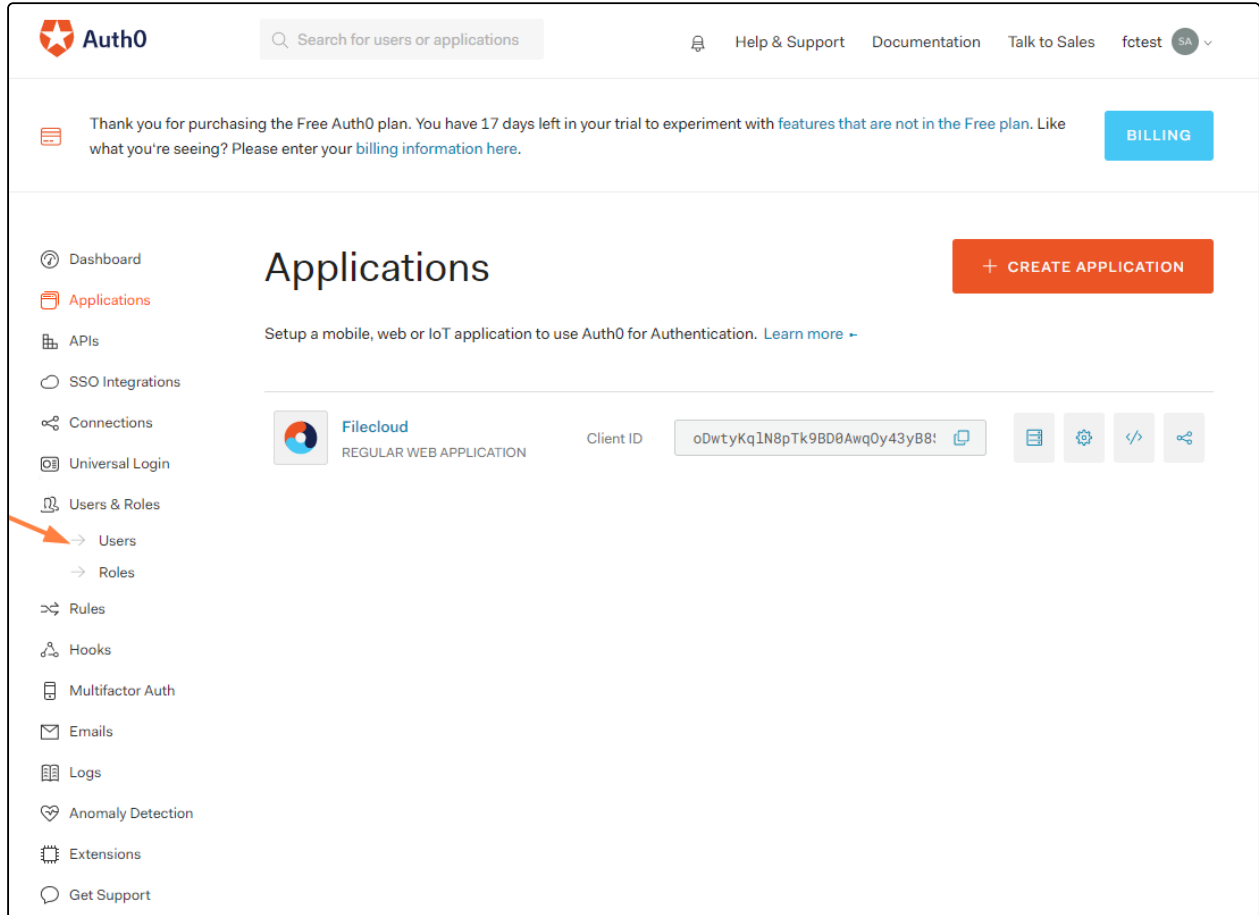 Auth0
Search for users or applications
Help & Support
Documentation
Talk to Sales
fctest
SA
Thank you for purchasing the Free Auth0 plan. You have 17 days left in your trial to experiment with features that are not in the Free plan. Like
what you're seeing? Please enter your billing information here.
BILLING
Dashboard
Applications
APIs
SSO Integrations
Connections
Universal Login
Users & Roles
Users
Roles
Rules
Hooks
Multifactor Auth
Emails
Logs
Anomaly Detection
Extensions
Get Support
Applications
+ CREATE APPLICATION
Setup a mobile, web or IoT application to use Auth0 for Authentication. Learn more
Filecloud
REGULAR WEB APPLICATION
Client ID